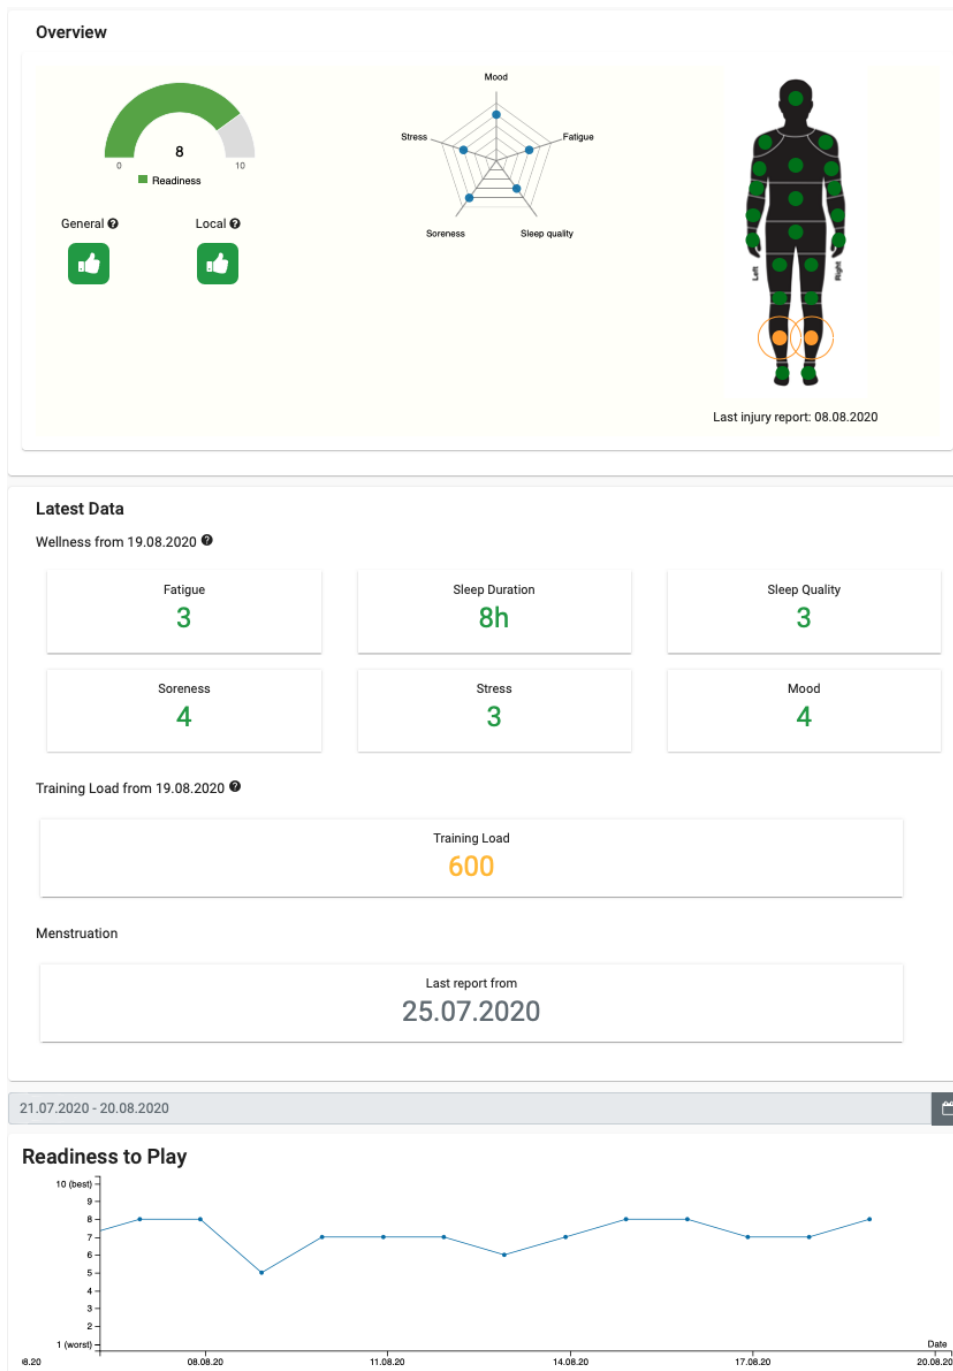 Overview
Mood
Stress
Fatigue
8
0
10
Readiness
General ?
Local ?
Soreness
Sleep quality
Left
Right
Last injury report: 08.08.2020
Latest Data
Wellness from 19.08.2020 ?
Fatigue
3
Sleep Duration
8h
Sleep Quality
3
Soreness
4
Stress
3
Mood
4
Training Load from 19.08.2020 ?
Training Load
600
Menstruation
Last report from
25.07.2020
21.07.2020 - 20.08.2020
Readiness to Play
10 (best)
9
8
7
6
5
4
3
2
1 (worst)
Date
8.20
08.08.20
11.08.20
14.08.20
17.08.20
20.08.20